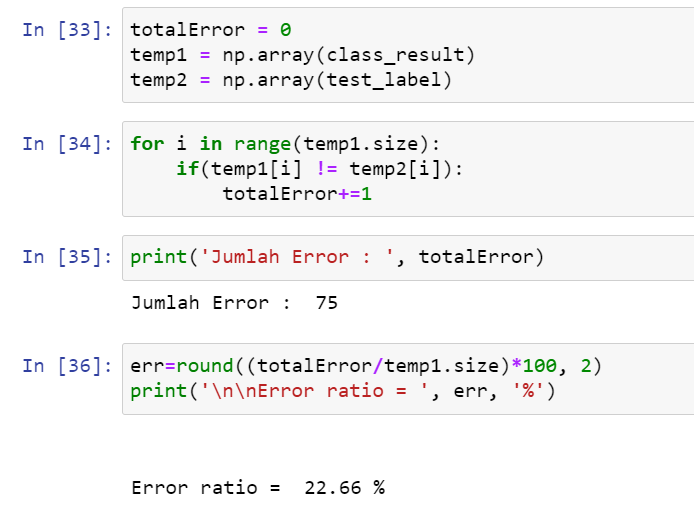 In [33]: totalError = 0
temp1 = np.array(class_result)
temp2 = np.array(test_label)
In [34]: for i in range(temp1.size):
    if(temp1[i] != temp2[i]):
        totalError+=1
In [35]: print('Jumlah Error : ', totalError)
Jumlah Error :  75
In [36]: err=round((totalError/temp1.size)*100, 2)
print('\n\nError ratio = ', err, '%')
Error ratio =  22.66 %